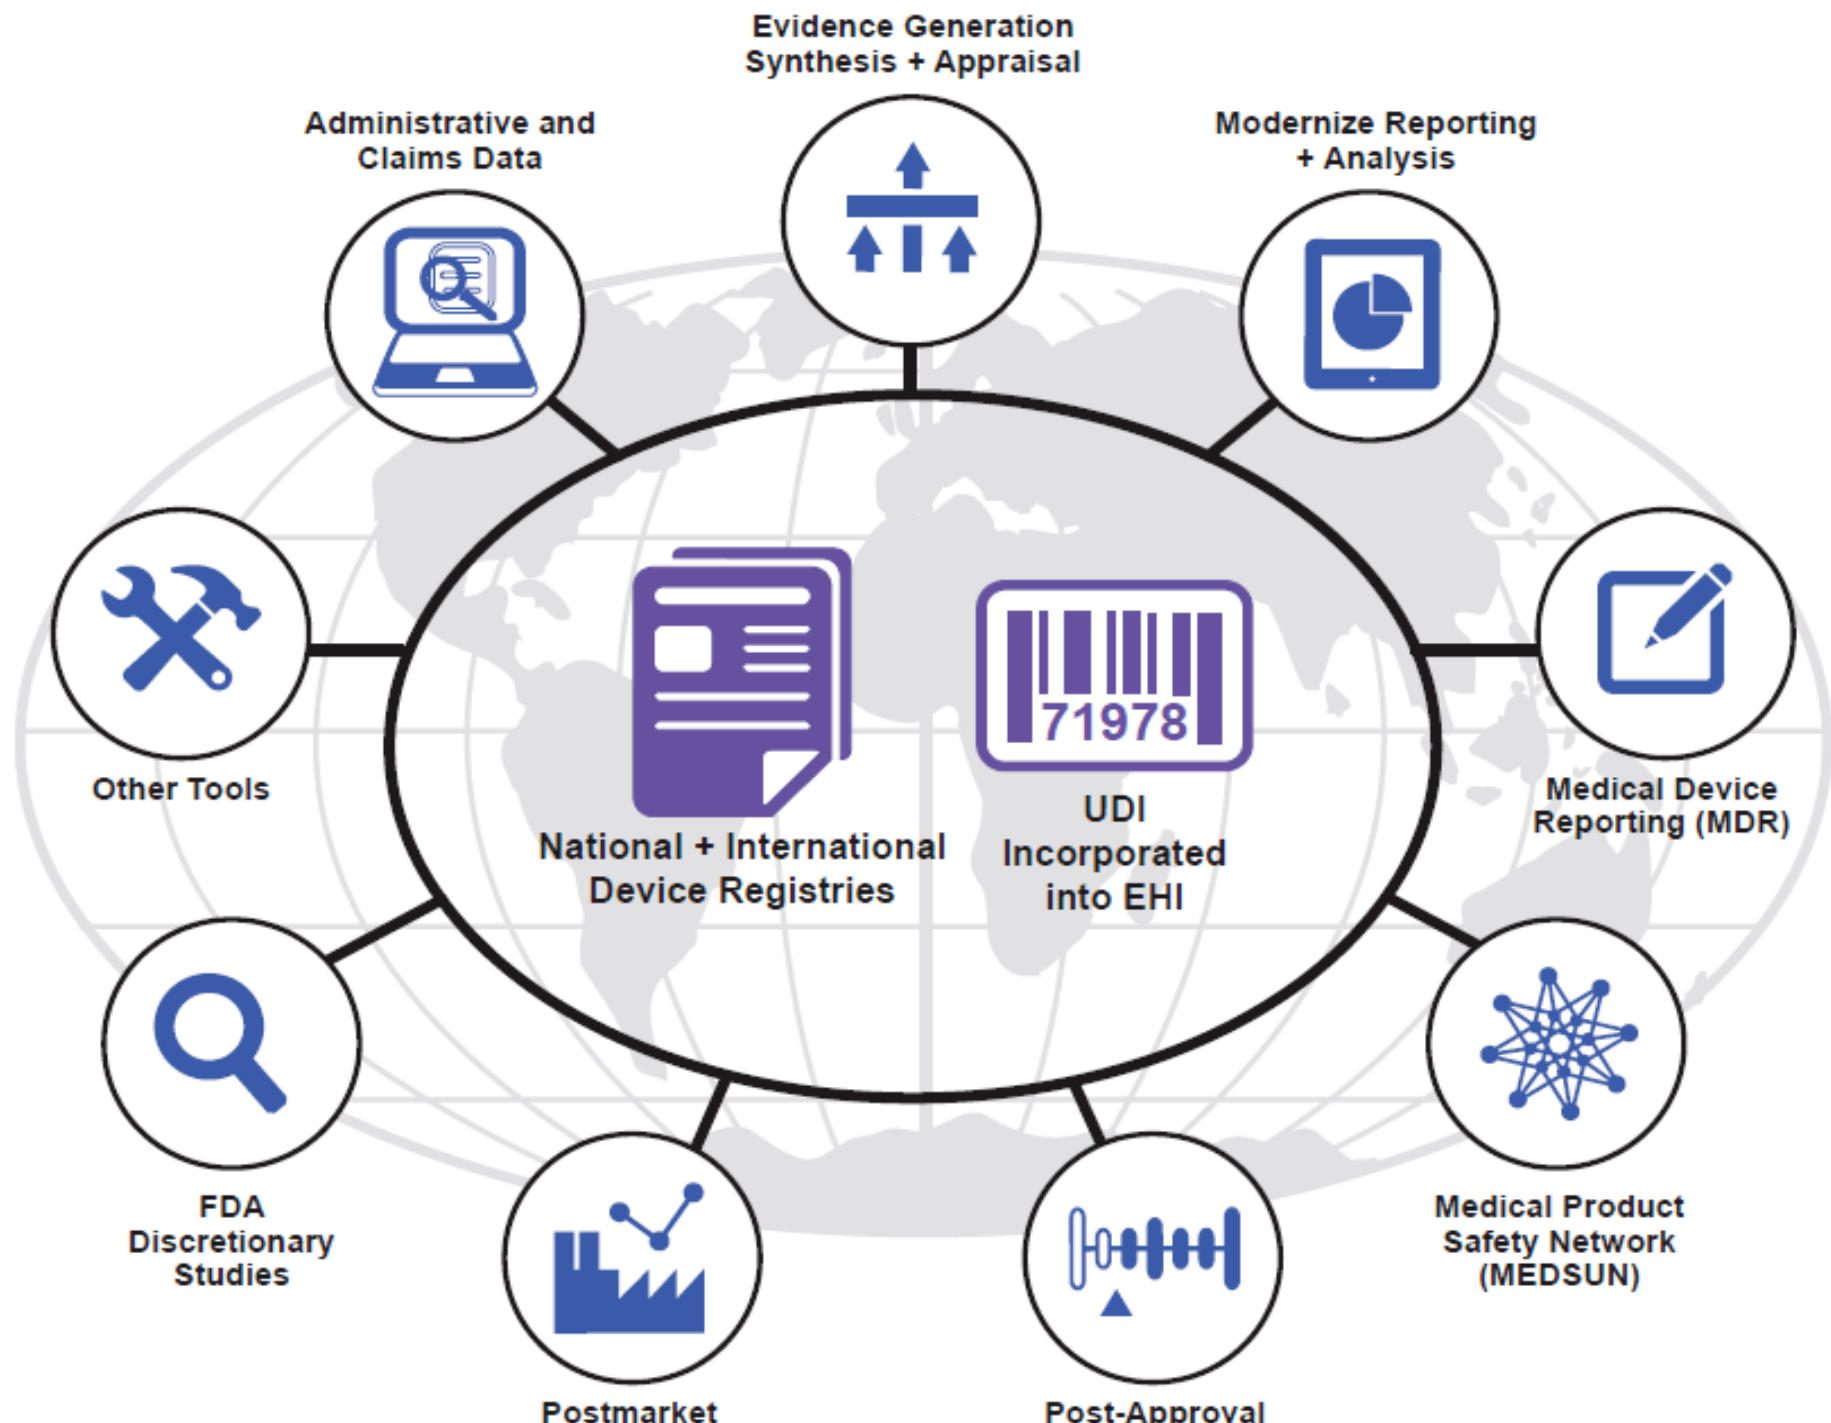 Evidence Generation
Synthesis + Appraisal
Administrative and
Claims Data
Modernize Reporting
+ Analysis
71978
Other Tools
National + International
Device Registries
UDI
Incorporated
into EHI
Medical Device
Reporting (MDR)
FDA
Discretionary
Studies
Medical Product
Safety Network
(MEDSUN)
Postmarket
Post-Approval